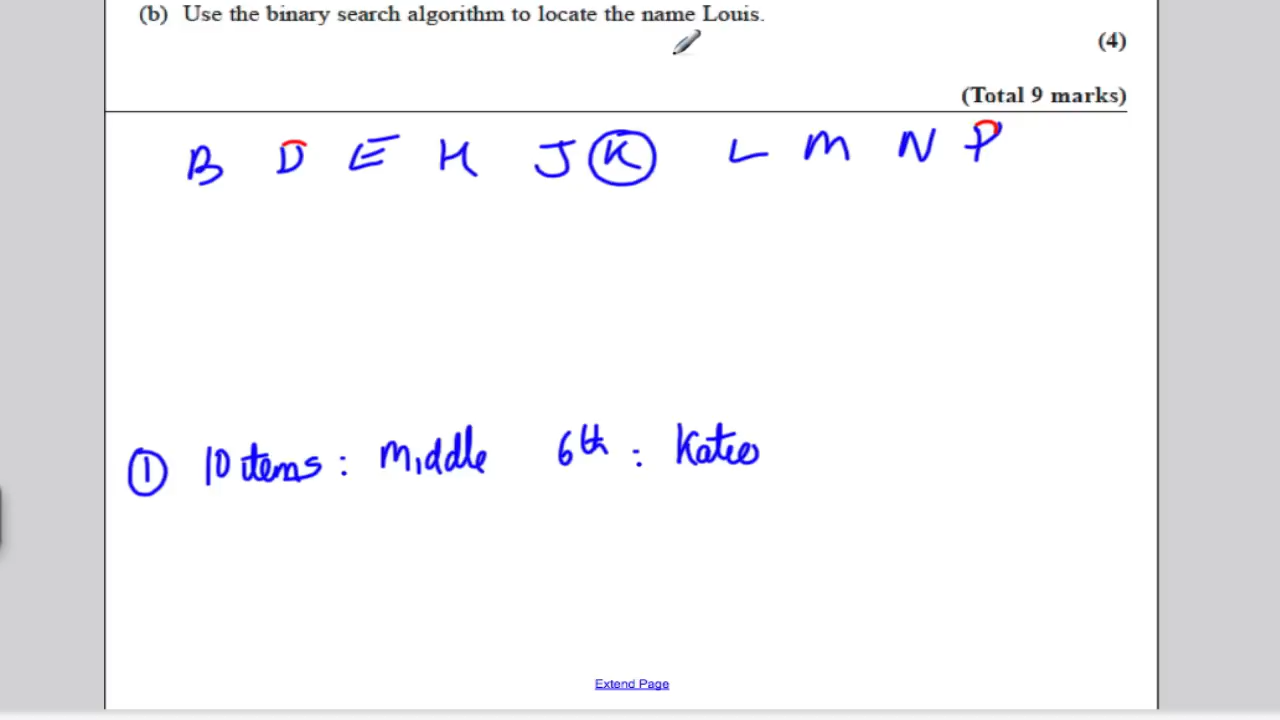 (b) Use the binary search algorithm to locate the name Louis.
(4)
(Total 9 marks)
B D E H J K L M N P
① 10 items : Middle 6th : Katie
Extend Page